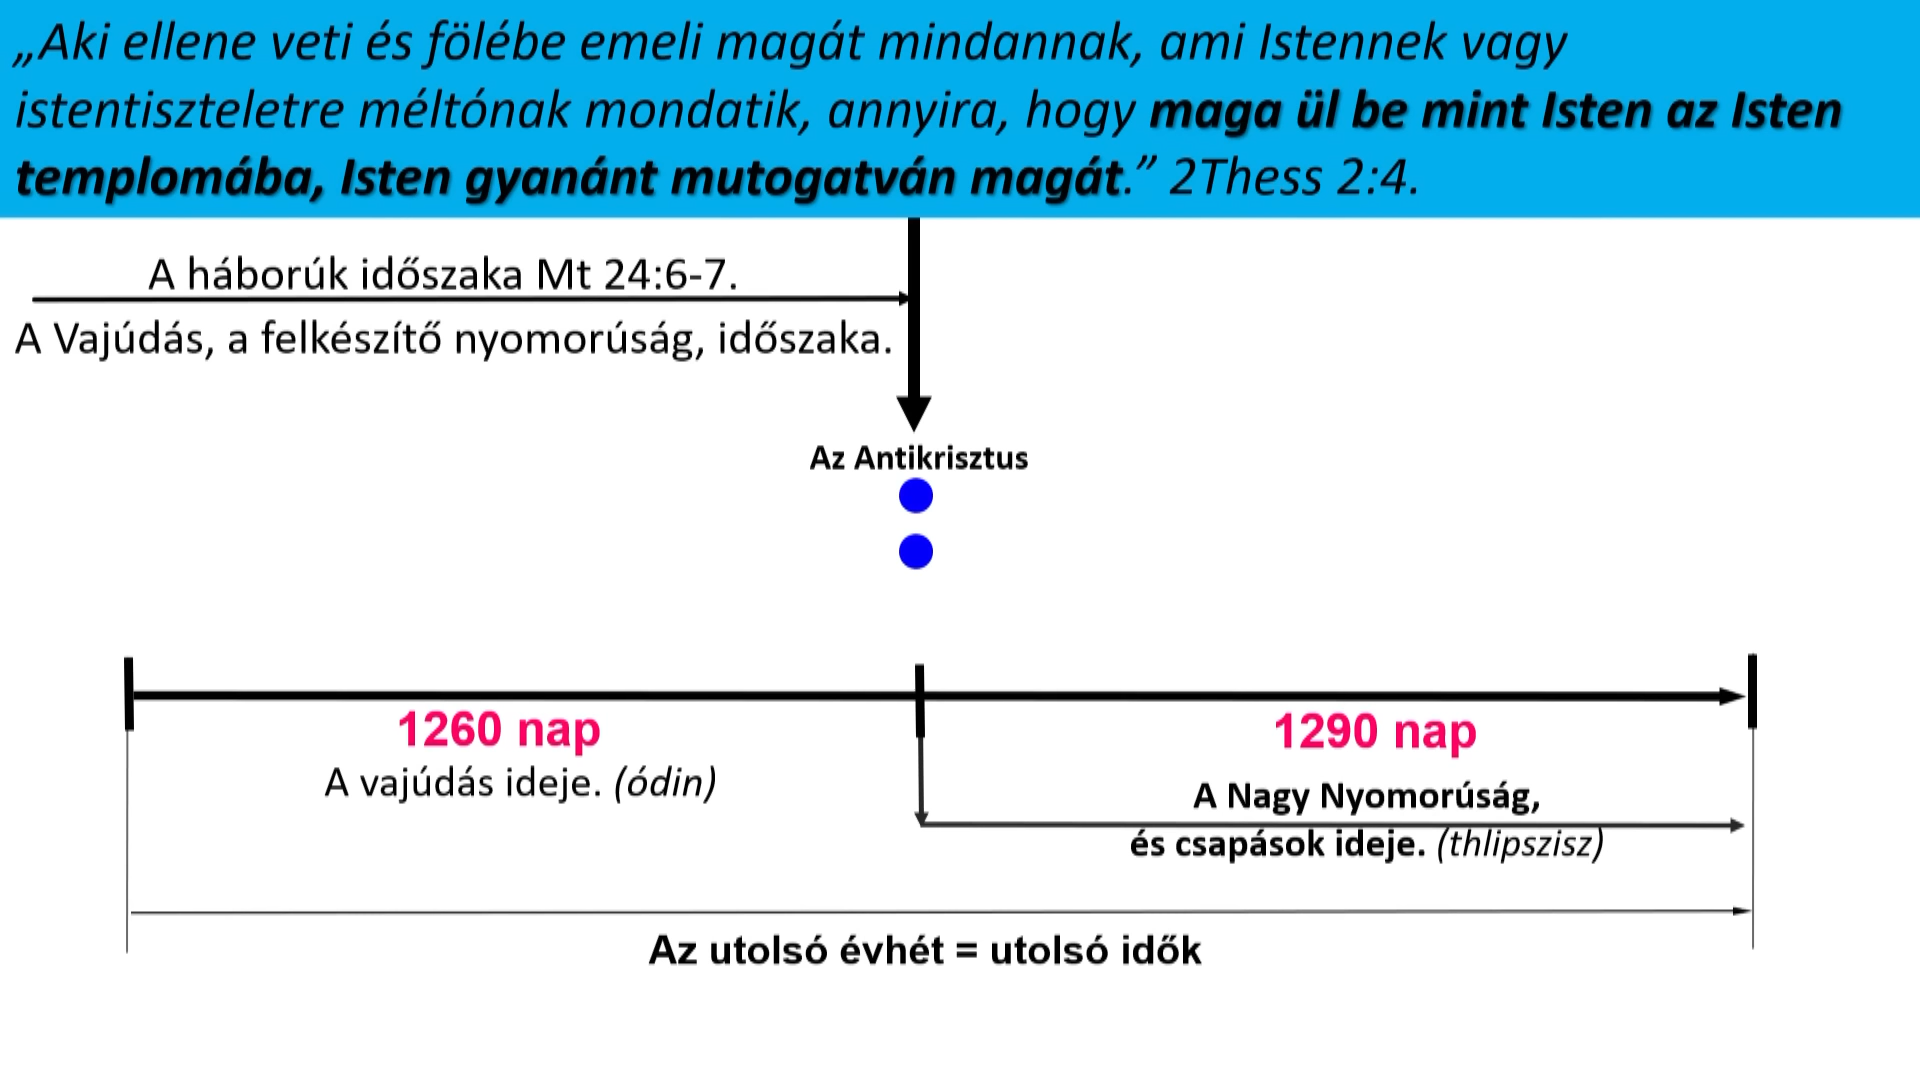 „Aki ellene veti és fölébe emeli magát mindannak, ami Istennek vagy
istentiszteletre méltónak mondatik, annyira, hogy maga ül be mint Isten az Isten
templomába, Isten gyanánt mutogatván magát.” 2Thess 2:4.
A háborúk időszaka Mt 24:6-7.
A Vajúdás, a felkészítő nyomorúság, időszaka.
Az Antikrisztus
1260 nap
A vajúdás ideje. (ódin)
1290 nap
A Nagy Nyomorúság,
és csapások ideje. (thlipszisz)
Az utolsó évhét = utolsó idők